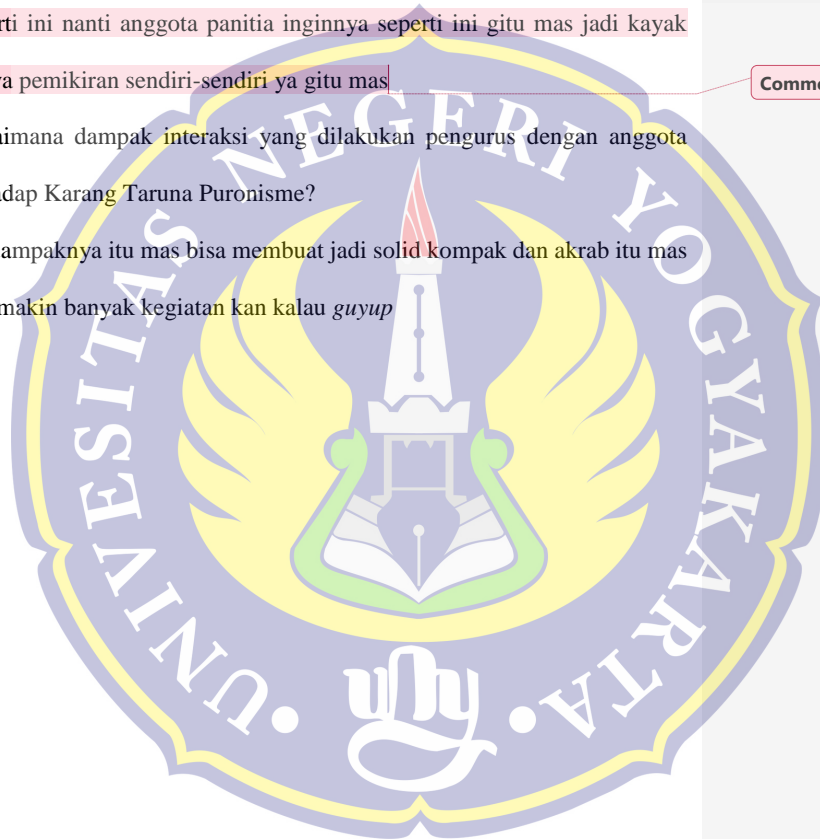 rti ini nanti anggota panitia inginnya seperti ini gitu mas jadi kayak
ya pemikiran sendiri-sendiri ya gitu mas
Comme
aimana dampak interaksi yang dilakukan pengurus dengan anggota
adap Karang Taruna Puronisme?
ampaknya itu mas bisa membuat jadi solid kompak dan akrab itu mas
makin banyak kegiatan kan kalau guyup
UNIVESITAS NEGERI YOGYAKARTA
uny